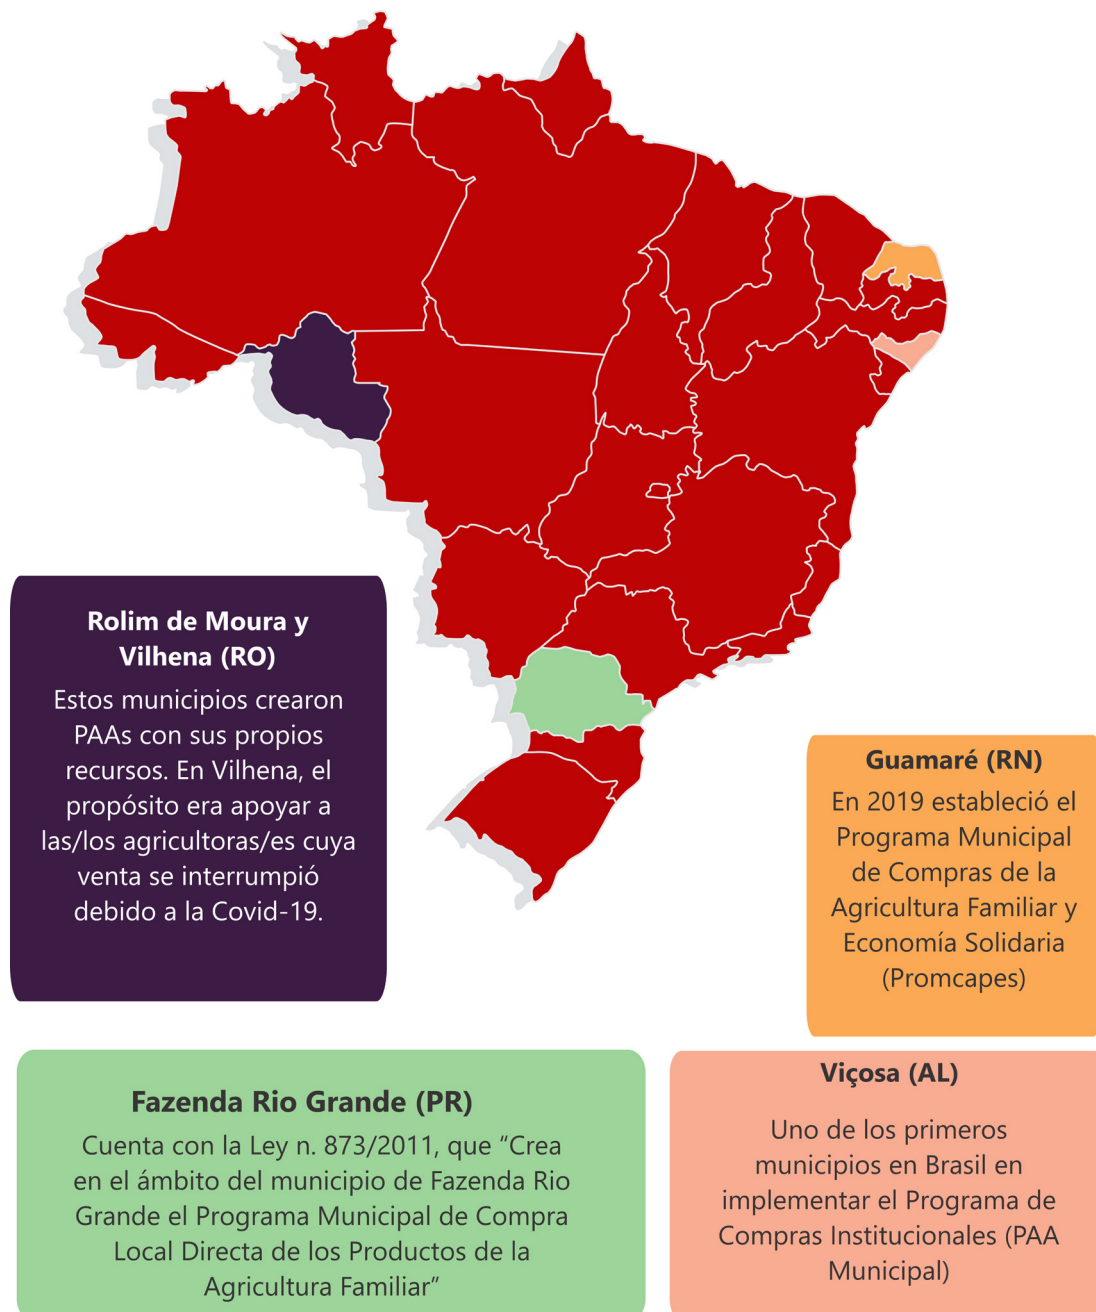 Rolim de Moura y
Vilhena (RO)
Estos municipios crearon
PAAs con sus propios
recursos. En Vilhena, el
propósito era apoyar a
las/los agricultoras/es cuya
venta se interrumpió
debido a la Covid-19.
Guamaré (RN)
En 2019 estableció el
Programa Municipal
de Compras de la
Agricultura Familiar y
Economía Solidaria
(Promcapes)
Fazenda Rio Grande (PR)
Cuenta con la Ley n. 873/2011, que “Crea
en el ámbito del municipio de Fazenda Rio
Grande el Programa Municipal de Compra
Local Directa de los Productos de la
Agricultura Familiar”
Viçosa (AL)
Uno de los primeros
municipios en Brasil en
implementar el Programa de
Compras Institucionales (PAA
Municipal)